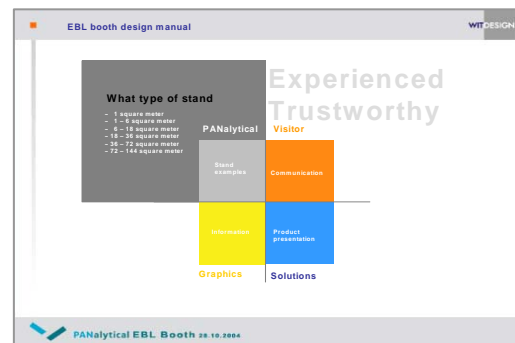 EBL booth design manual
WITDESIGN
Experienced
Trustworthy
What type of stand
– 1 square meter
– 1 – 6 square meter
– 6 – 18 square meter
– 18 – 36 square meter
– 36 – 72 square meter
– 72 – 144 square meter
PANalytical
Visitor
Stand
examples
Communication
Information
Product
presentation
Graphics
Solutions
PANalytical EBL Booth 28.10.2004